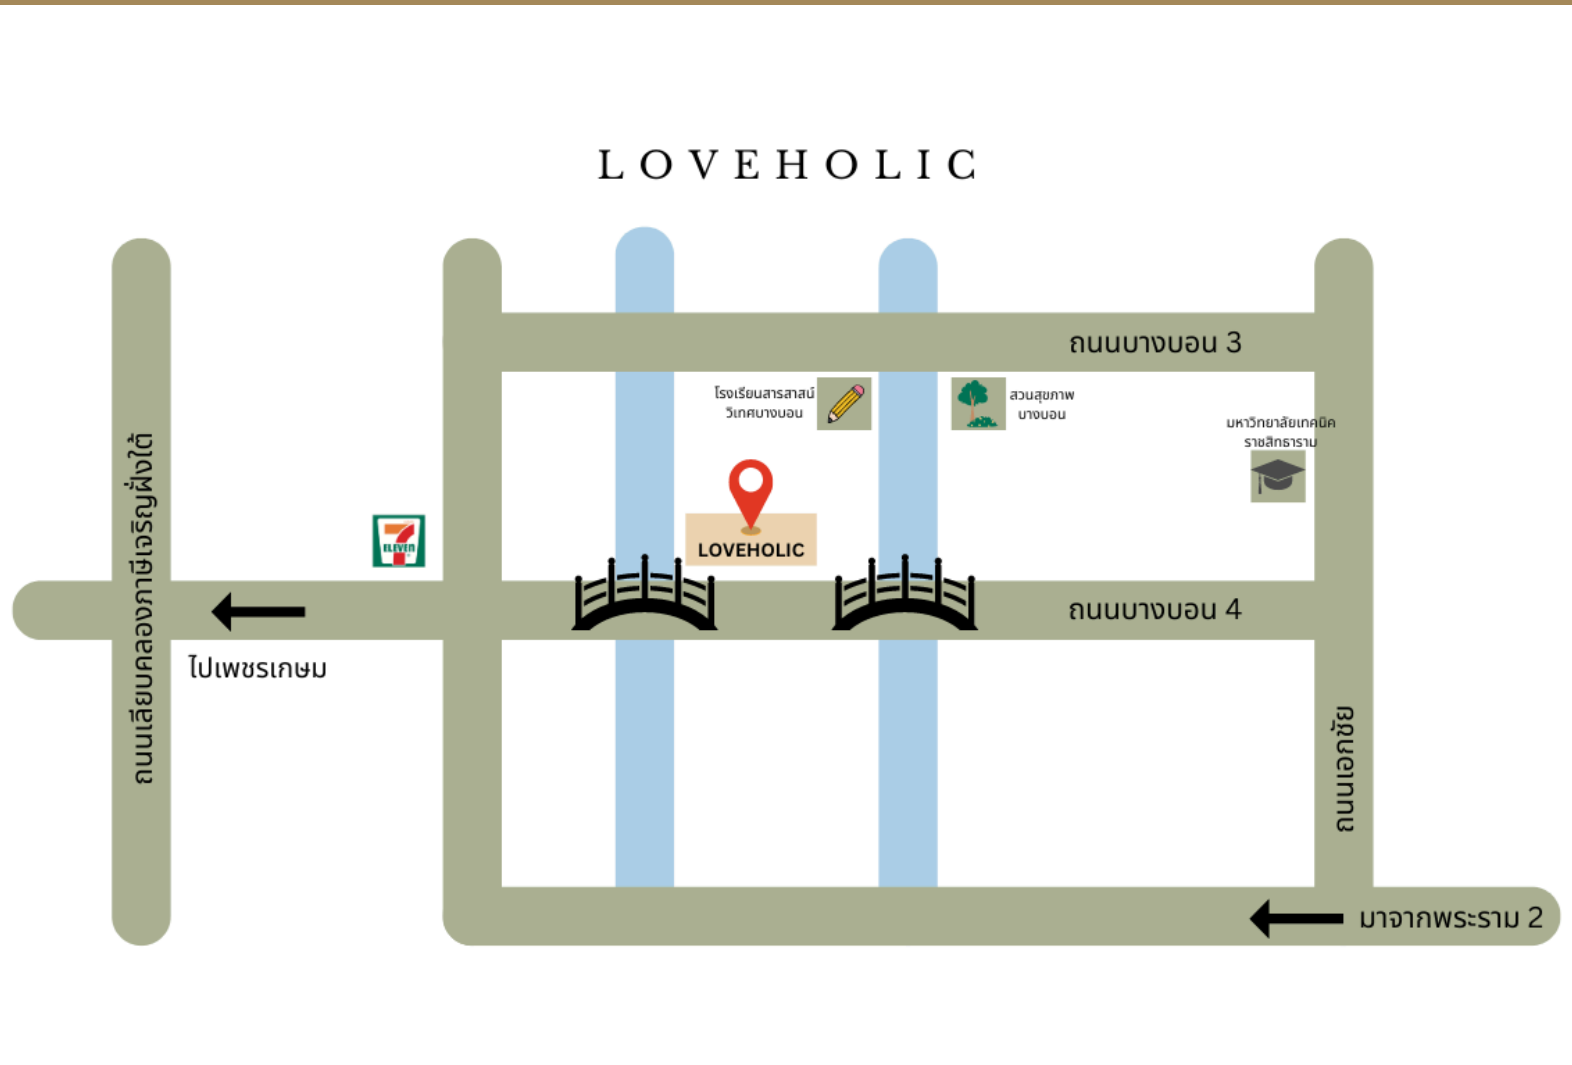 LOVEHOLIC
ถนนบางบอน 3
โรงเรียนสารสาสน์
วิเทศบางบอน
สวนสุขภาพ
บางบอน
มหาวิทยาลัยเทคนิค
ราชสิทธาราม
ถนนเลียบคลองภาษีเจริญฝั่งใต้
7
ELEVEN
LOVEHOLIC
ถนนบางบอน 4
ไปเพชรเกษม
ถนนเอกชัย
มาจากพระราม 2